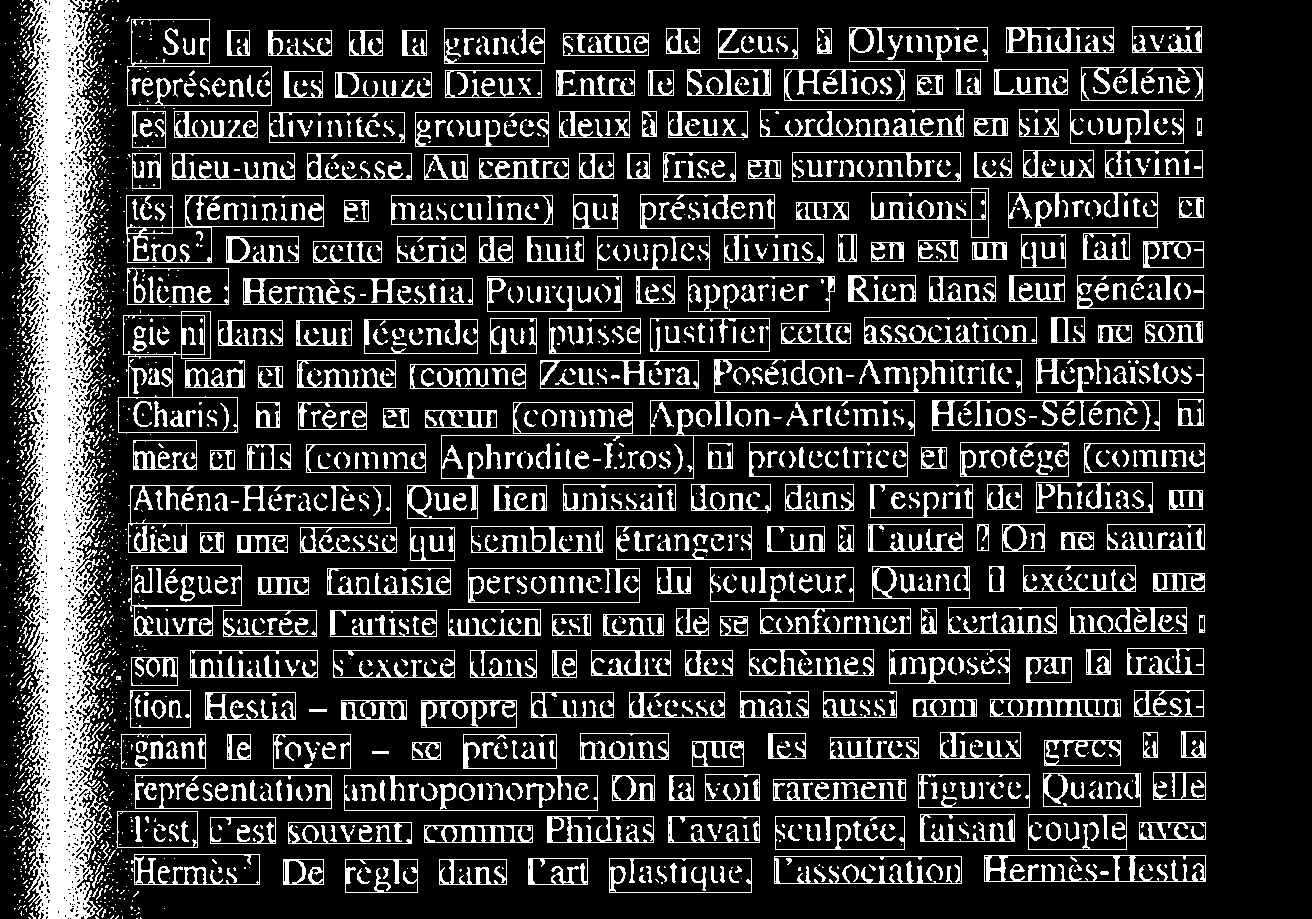 Sur la base de la grande statue de Zeus, à Olympie, Phidias avait
représenté les Douze Dieux. Entre le Soleil (Hélios) et la Lune (Sélénè)
les douze divinités, groupées deux à deux, s'ordonnaient en six couples :
un dieu-une déesse. Au centre de la frise, en surnombre, les deux divini-
tés (féminine et masculine) qui président aux unions : Aphrodite et
Éros². Dans cette série de huit couples divins, il en est un qui fait pro-
blème : Hermès-Hestia. Pourquoi les apparier ? Rien dans leur généalo-
gie ni dans leur légende qui puisse justifier cette association. Ils ne sont
pas mari et femme (comme Zeus-Héra, Poséidon-Amphitrite, Héphaïstos-
Charis), ni frère et sœur (comme Apollon-Artémis, Hélios-Sélénè), ni
mère et fils (comme Aphrodite-Éros), ni protectrice et protégé (comme
Athéna-Héraclès). Quel lien unissait donc, dans l'esprit de Phidias, un
dieu et une déesse qui semblent étrangers l'un à l'autre ? On ne saurait
alléguer une fantaisie personnelle du sculpteur. Quand il exécute une
œuvre sacrée, l'artiste ancien est tenu de se conformer à certains modèles :
son initiative s'exerce dans le cadre des schèmes imposés par la tradi-
tion. Hestia – nom propre d'une déesse mais aussi nom commun dési-
gnant le foyer – se prêtait moins que les autres dieux grecs à la
représentation anthropomorphe. On la voit rarement figurée. Quand elle
l'est, c'est souvent, comme Phidias l'avait sculptée, faisant couple avec
Hermès³. De règle dans l'art plastique, l'association Hermès-Hestia